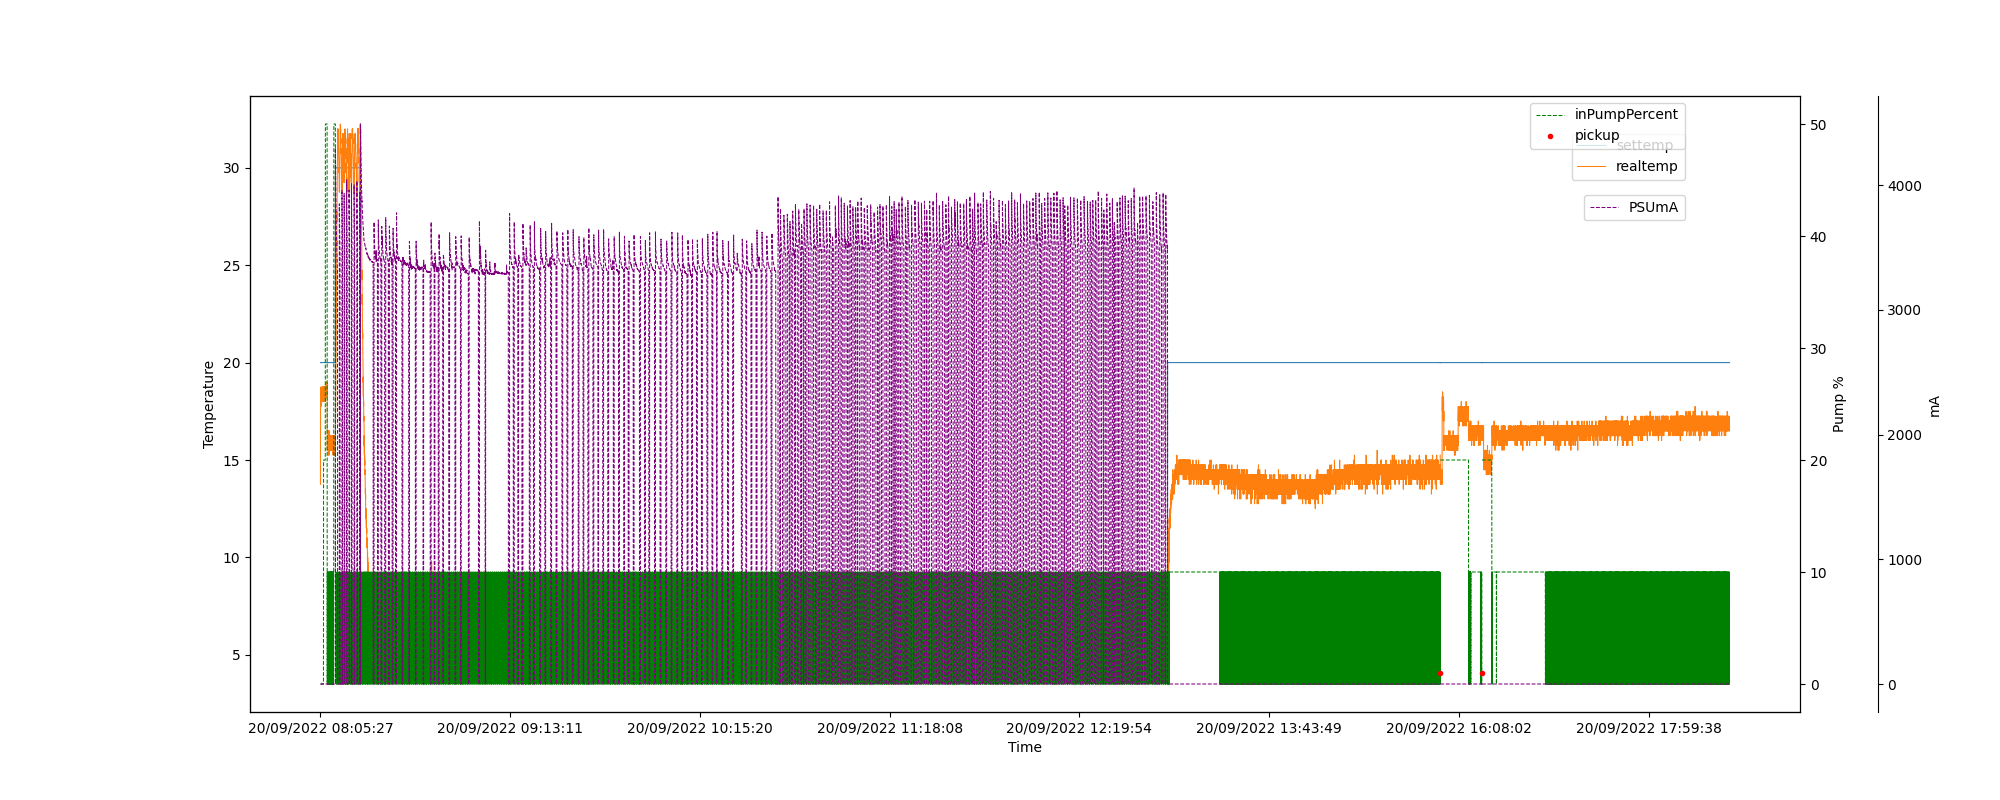 inPumpPercent
pickup
settemp
realtemp
PSUmA
30
25
20
15
10
5
Temperature
50
40
30
20
10
0
Pump %
4000
3000
2000
1000
0
mA
20/09/2022 08:05:27
20/09/2022 09:13:11
20/09/2022 10:15:20
20/09/2022 11:18:08
20/09/2022 12:19:54
20/09/2022 13:43:49
20/09/2022 16:08:02
20/09/2022 17:59:38
Time